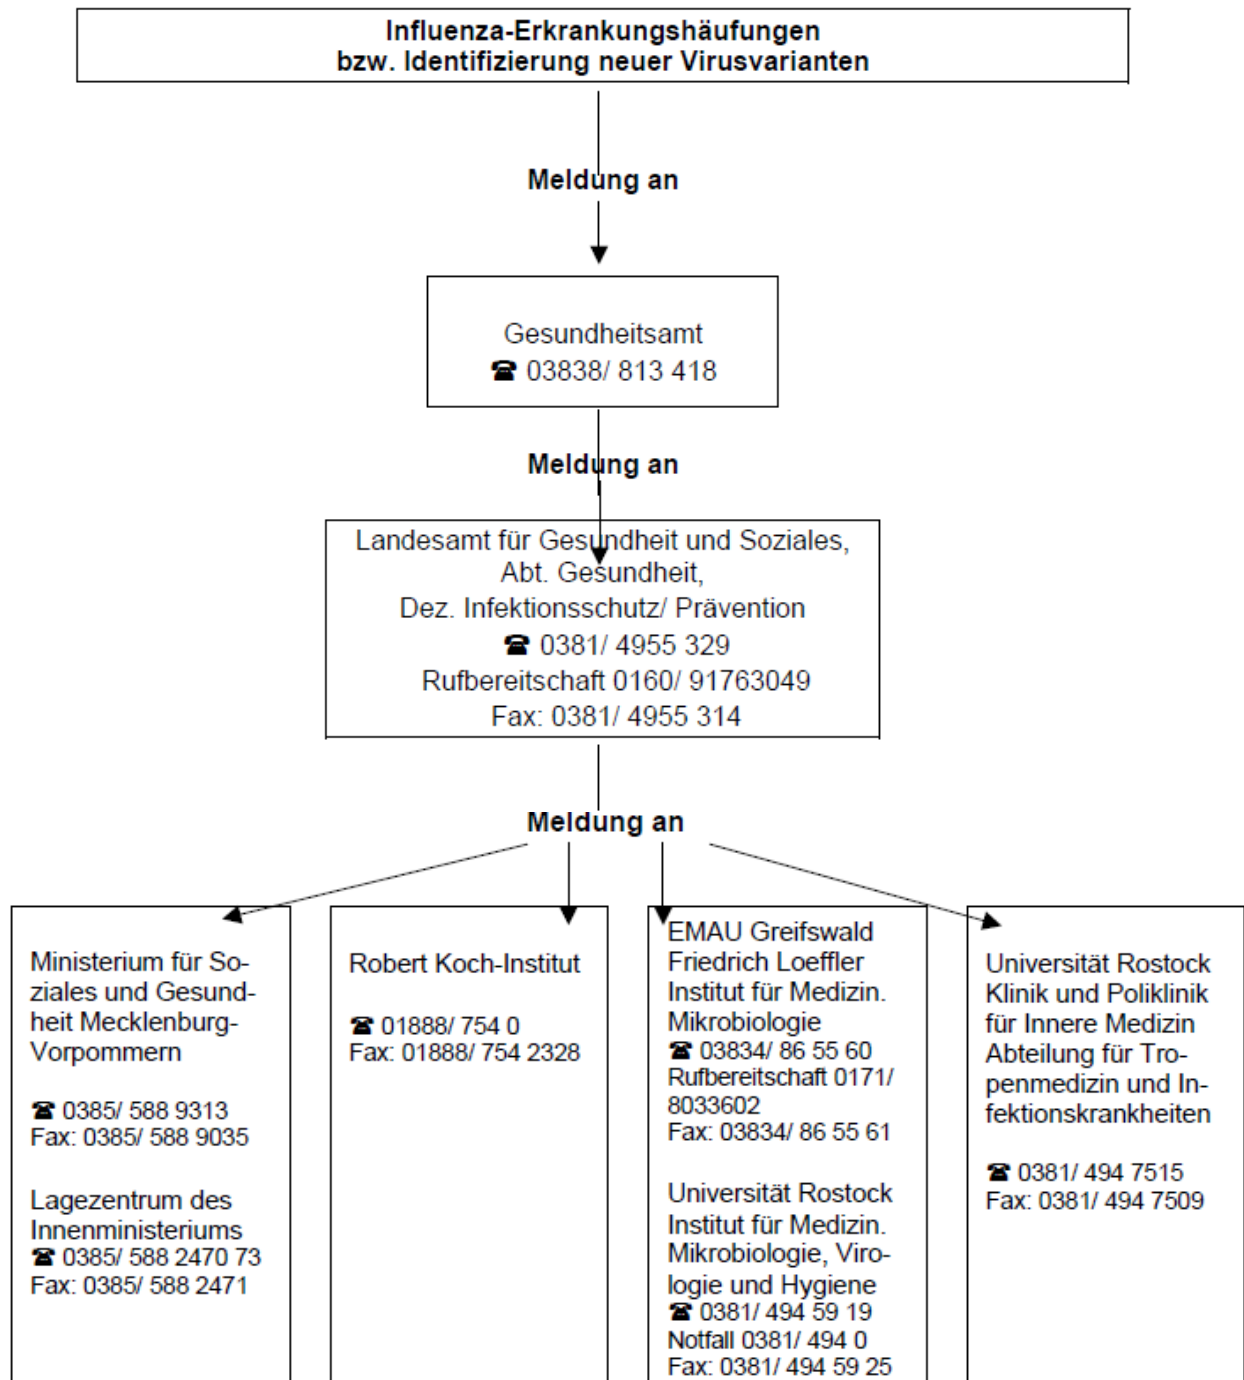 Influenza-Erkrankungshäufungen
bzw. Identifizierung neuer Virusvarianten
Meldung an
Gesundheitsamt
☎ 03838/ 813 418
Meldung an
Landesamt für Gesundheit und Soziales,
Abt. Gesundheit,
Dez. Infektionsschutz/ Prävention
☎ 0381/ 4955 329
Rufbereitschaft 0160/ 91763049
Fax: 0381/ 4955 314
Meldung an
Ministerium für So-
ziales und Gesund-
heit Mecklenburg-
Vorpommern
☎ 0385/ 588 9313
Fax: 0385/ 588 9035
Lagezentrum des
Innenministeriums
☎ 0385/ 588 2470 73
Fax: 0385/ 588 2471
Robert Koch-Institut
☎ 01888/ 754 0
Fax: 01888/ 754 2328
EMAU Greifswald
Friedrich Loeffler
Institut für Medizin.
Mikrobiologie
☎ 03834/ 86 55 60
Rufbereitschaft 0171/
8033602
Fax: 03834/ 86 55 61
Universität Rostock
Institut für Medizin.
Mikrobiologie, Viro-
logie und Hygiene
☎ 0381/ 494 59 19
Notfall 0381/ 494 0
Fax: 0381/ 494 59 25
Universität Rostock
Klinik und Poliklinik
für Innere Medizin
Abteilung für Tro-
penmedizin und In-
fektionskrankheiten
☎ 0381/ 494 7515
Fax: 0381/ 494 7509